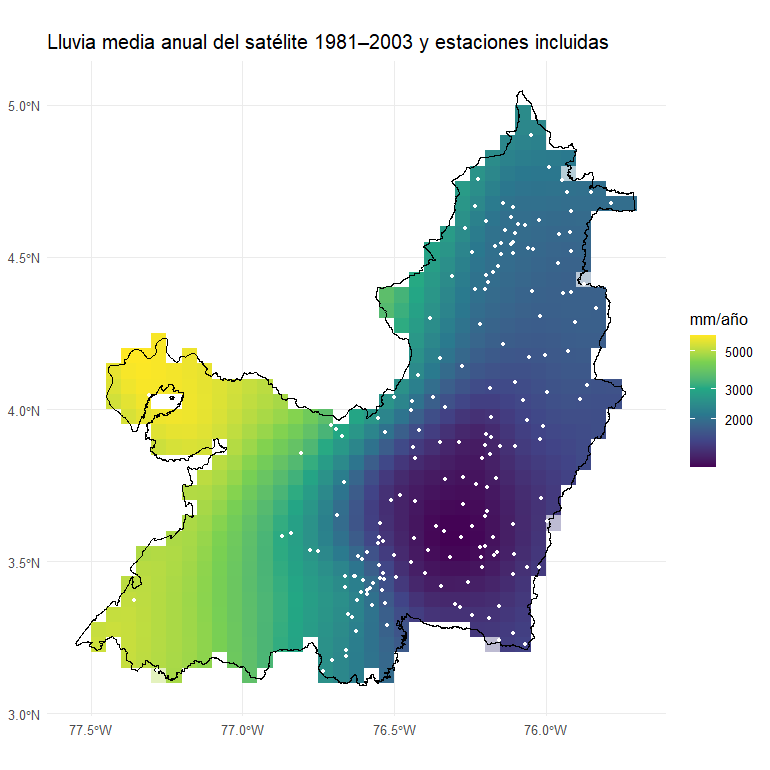 Lluvia media anual del satélite 1981–2003 y estaciones incluidas
5.0°N
4.5°N
4.0°N
3.5°N
3.0°N
77.5°W
77.0°W
76.5°W
76.0°W
mm/año
5000
3000
2000